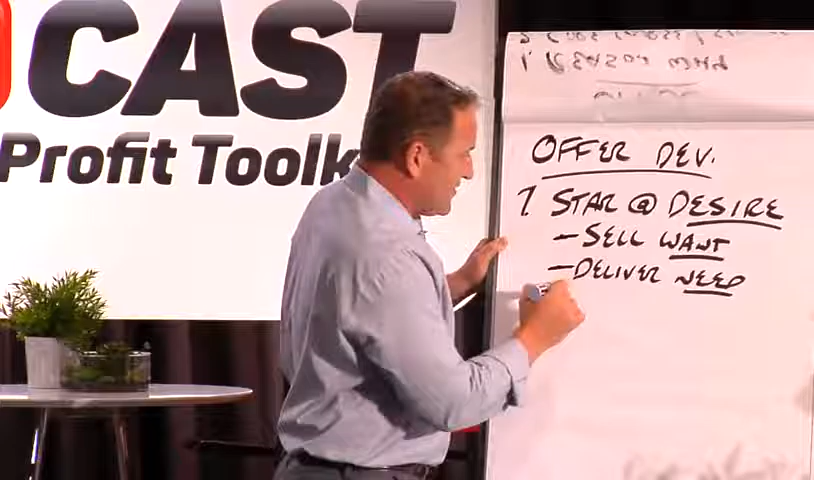 CAST
Profit Toolk
OFFER DEV.
1 STAR @ DESIRE
- SELL WANT
- DELIVER NEED